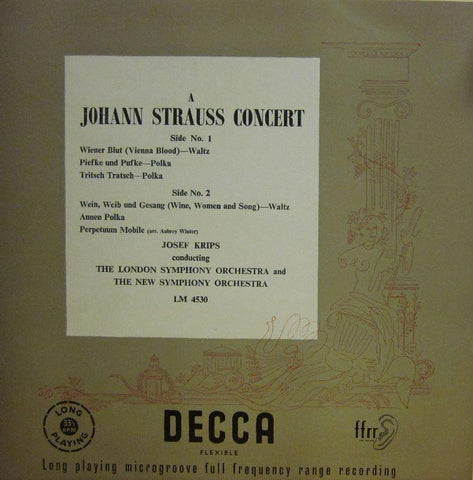 A
JOHANN STRAUSS CONCERT
Side No. 1
Wiener Blut (Vienna Blood)—Waltz
Piefke und Pufke—Polka
Tritsch Tratsch—Polka
Side No. 2
Wein, Weib und Gesang (Wine, Women and Song)—Waltz
Annen Polka
Perpetuum Mobile (arr. Aubrey Winter)
JOSEF KRIPS
conducting
THE LONDON SYMPHONY ORCHESTRA and
THE NEW SYMPHONY ORCHESTRA
LM 4530
LONG
33⅓
RPM
PLAYING
DECCA
FLEXIBLE
ffrr
Long playing microgroove full frequency range recording